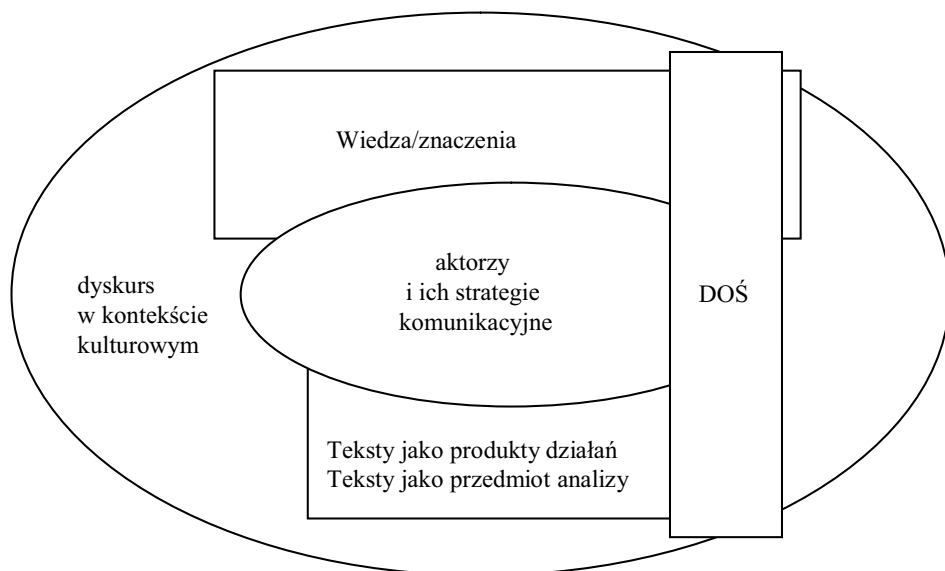 Wiedza/znaczenia
aktorzy
i ich strategie
komunikacyjne
dyskurs
w kontekście
kulturowym
DOŚ
Teksty jako produkty działań
Teksty jako przedmiot analizy